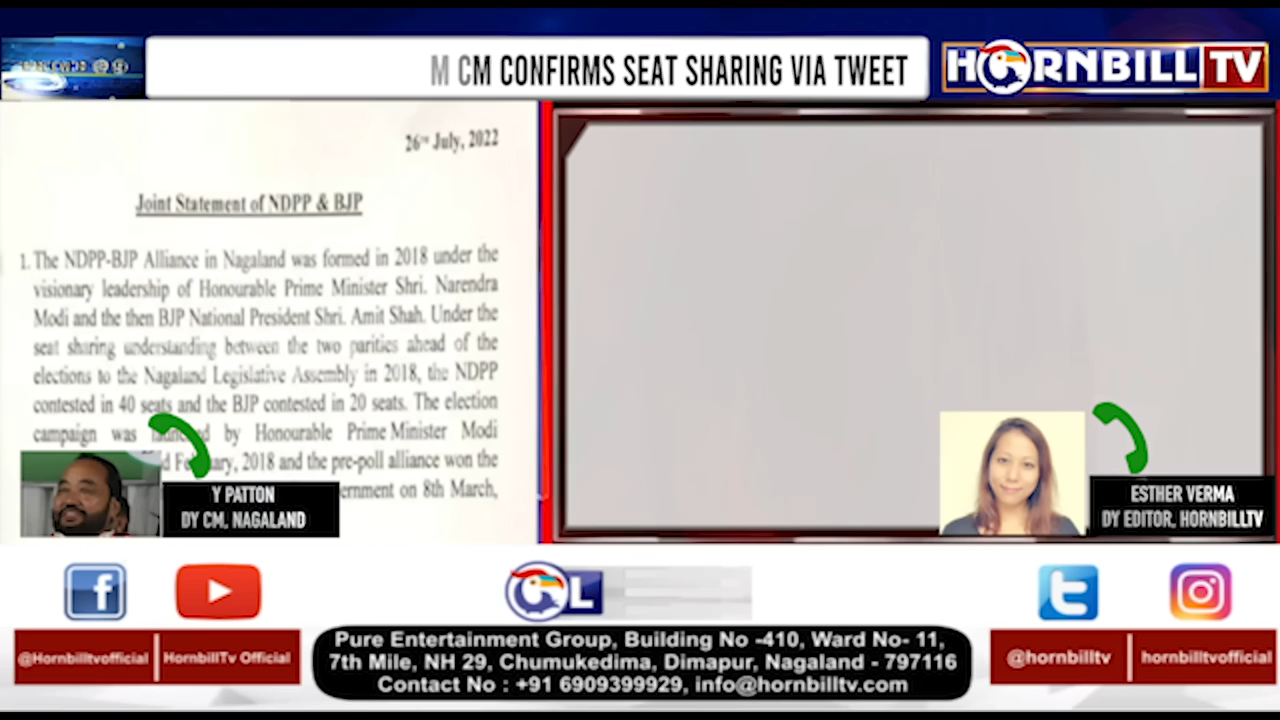 M CM CONFIRMS SEAT SHARING VIA TWEET
HORNBILL TV
26TH July, 2022
Joint Statement of NDPP & BJP
1. The NDPP-BJP Alliance in Nagaland was formed in 2018 under the
visionary leadership of Honourable Prime Minister Shri. Narendra
Modi and the then BJP National President Shri. Amit Shah. Under the
seat sharing understanding between the two parities ahead of the
elections to the Nagaland Legislative Assembly in 2018, the NDPP
contested in 40 seats and the BJP contested in 20 seats. The election
campaign was launched by Honourable Prime Minister Modi
2018 and the pre-poll alliance won the
8th March,
Y PATTON
DY CM, NAGALAND
ESTHER VERMA
DY EDITOR, HORNBILLTV
L
@Hornbilltvofficial
HornbillTv Official
Pure Entertainment Group, Building No -410, Ward No- 11,
7th Mile, NH 29, Chumukedima, Dimapur, Nagaland - 797116
Contact No : +91 6909399929, info@hornbilltv.com
@hornbilltv
hornbilltvofficial